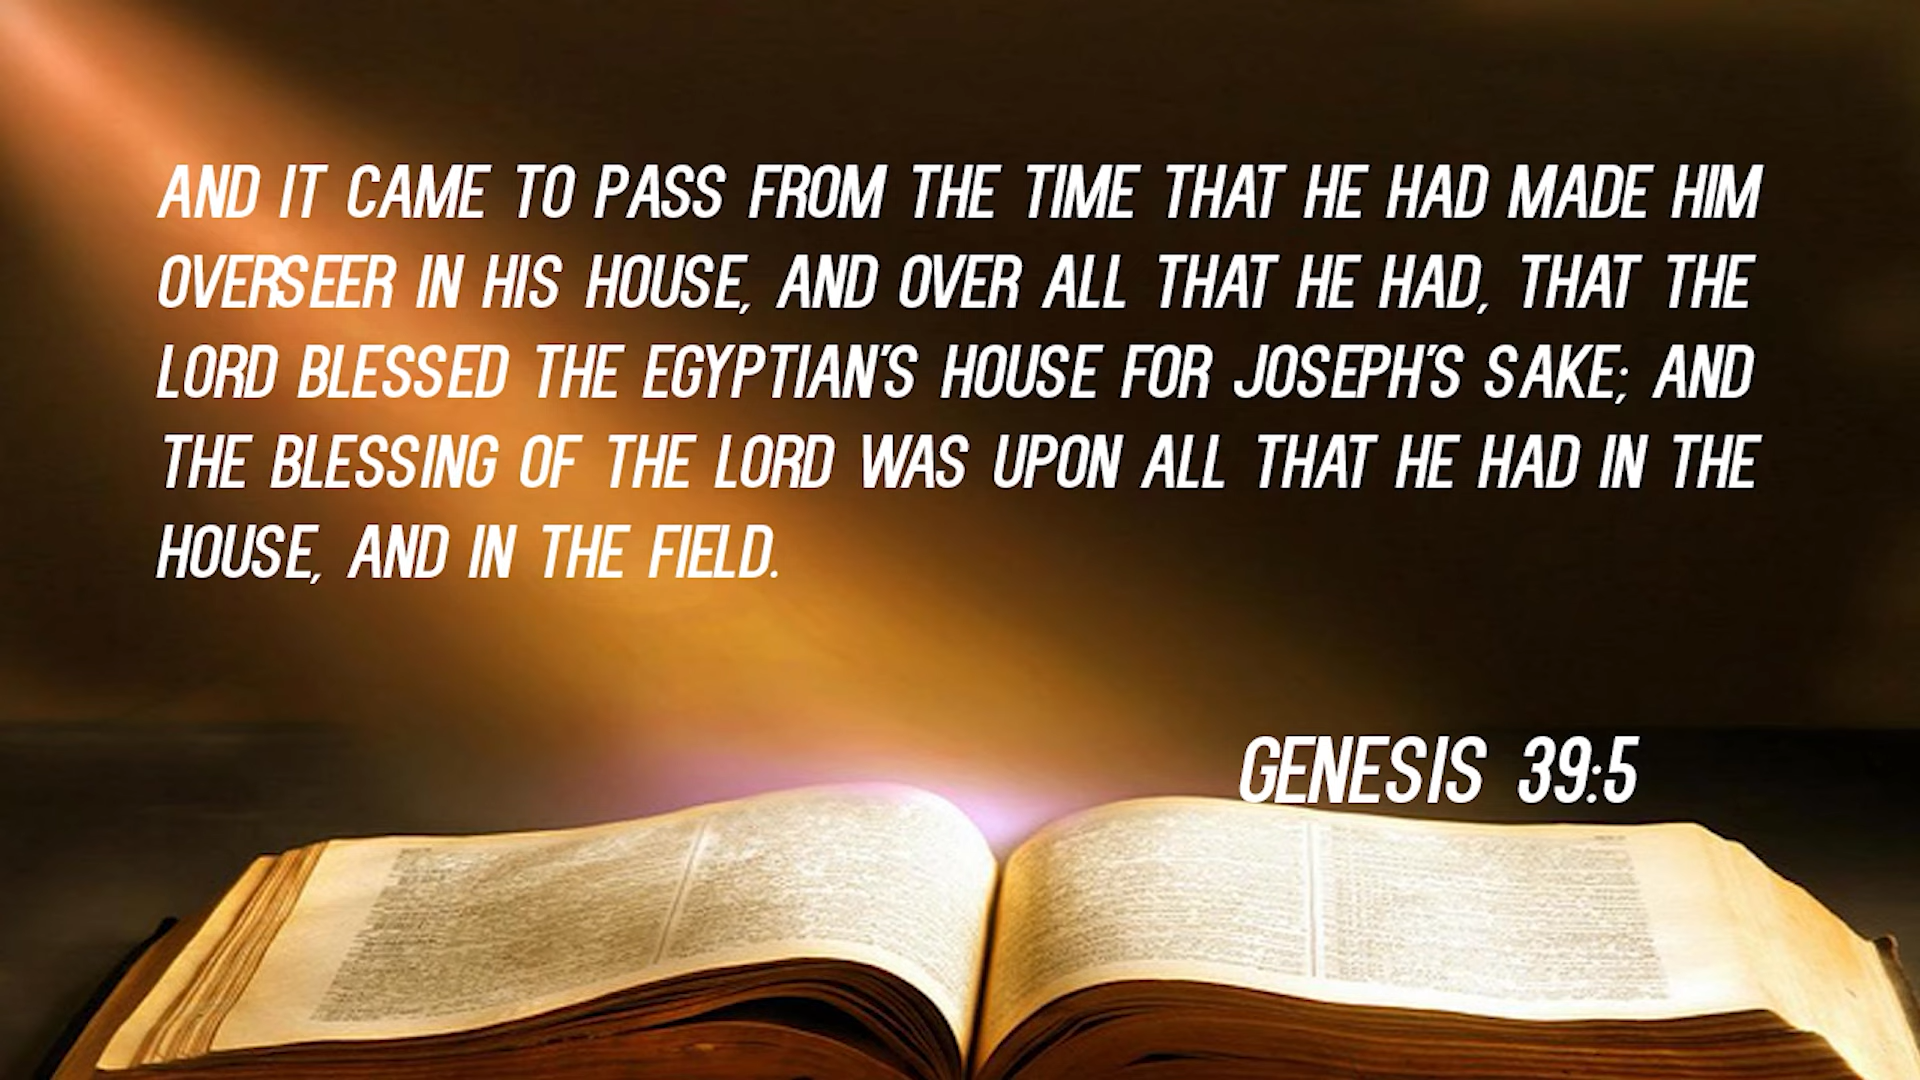 AND IT CAME TO PASS FROM THE TIME THAT HE HAD MADE HIM
OVERSEER IN HIS HOUSE, AND OVER ALL THAT HE HAD, THAT THE
LORD BLESSED THE EGYPTIAN'S HOUSE FOR JOSEPH'S SAKE; AND
THE BLESSING OF THE LORD WAS UPON ALL THAT HE HAD IN THE
HOUSE, AND IN THE FIELD.
GENESIS 39:5